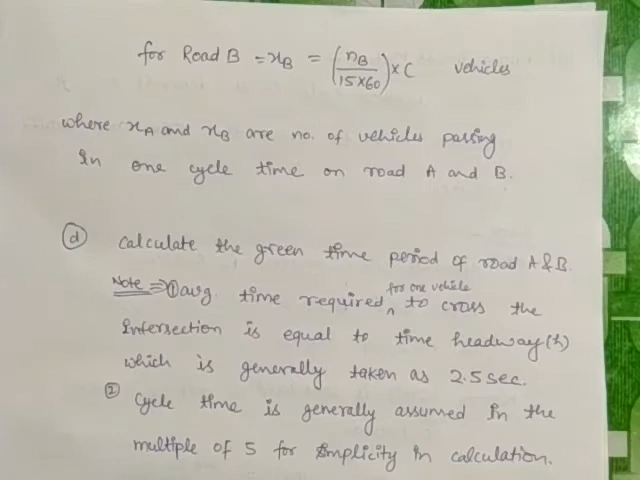 for Road B = xB = (nB / 15×60) × C vehicles
where xA and xB are no. of vehicles passing
in one cycle time on road A and B.
(d) Calculate the green time period of road A & B.
Note ⇒ ① avg. time required for one vehicle to cross the
intersection is equal to time headway (h)
which is generally taken as 2.5 sec.
② Cycle time is generally assumed in the
multiple of 5 for simplicity in calculation.